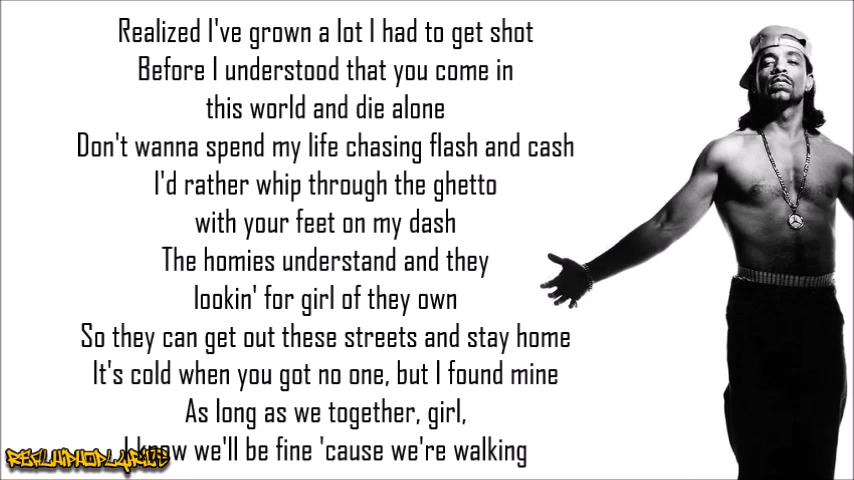 Realized I've grown a lot I had to get shot
Before I understood that you come in
this world and die alone
Don't wanna spend my life chasing flash and cash
I'd rather whip through the ghetto
with your feet on my dash
The homies understand and they
lookin' for girl of they own
So they can get out these streets and stay home
It's cold when you got no one, but I found mine
As long as we together, girl,
I know we'll be fine 'cause we're walking
REALHIPHOPLYRICS